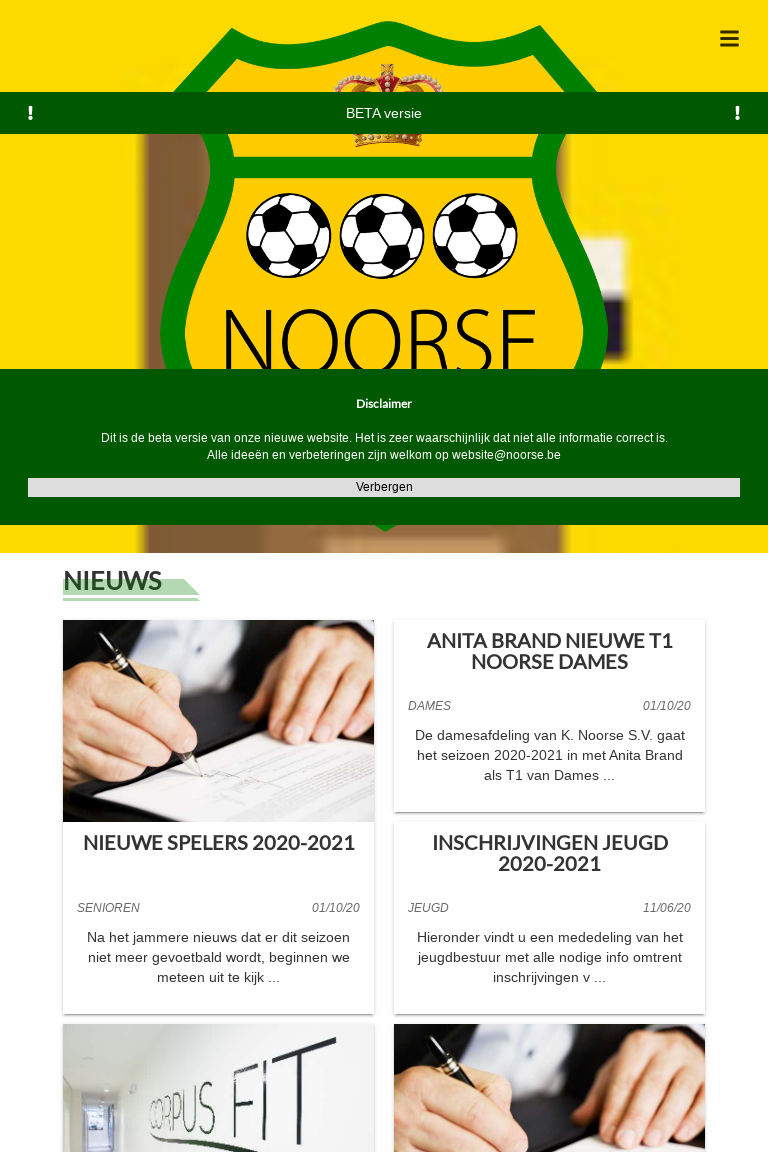 BETA versie
NOORSE
Disclaimer
Dit is de beta versie van onze nieuwe website. Het is zeer waarschijnlijk dat niet alle informatie correct is.
Alle ideeën en verbeteringen zijn welkom op website@noorse.be
Verbergen
NIEUWS
ANITA BRAND NIEUWE T1
NOORSE DAMES
DAMES 01/10/20
De damesafdeling van K. Noorse S.V. gaat
het seizoen 2020-2021 in met Anita Brand
als T1 van Dames ...
NIEUWE SPELERS 2020-2021
SENIOREN 01/10/20
Na het jammere nieuws dat er dit seizoen
niet meer gevoetbald wordt, beginnen we
meteen uit te kijk ...
INSCHRIJVINGEN JEUGD
2020-2021
JEUGD 11/06/20
Hieronder vindt u een mededeling van het
jeugdbestuur met alle nodige info omtrent
inschrijvingen v ...
CORPUS FIT